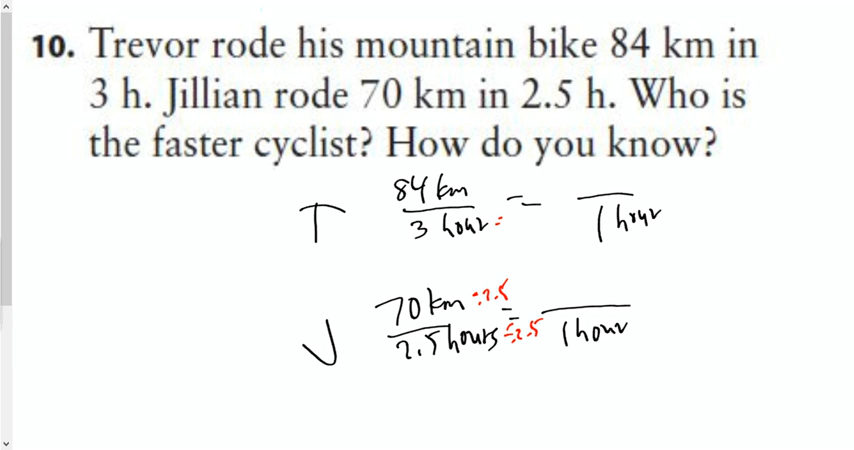 10. Trevor rode his mountain bike 84 km in
3 h. Jillian rode 70 km in 2.5 h. Who is
the faster cyclist? How do you know?
T 84 km / 3 hour ÷ = / 1 hour
J 70 km ÷2.5 / 2.5 hours ÷2.5 = / 1 hour